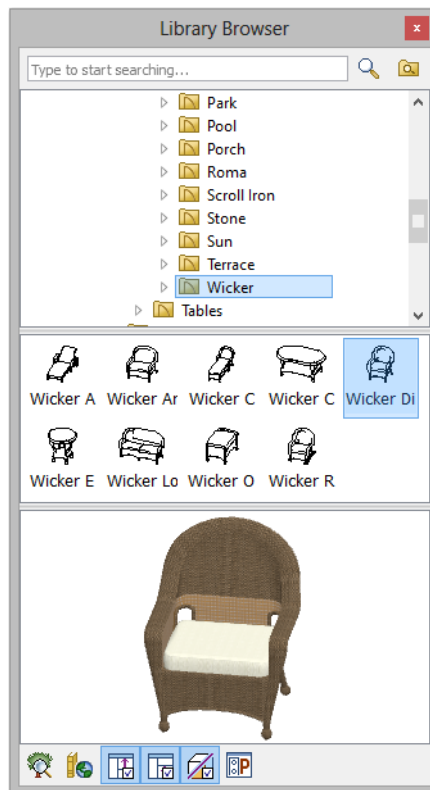 Library Browser
x
Type to start searching...
Park
Pool
Porch
Roma
Scroll Iron
Stone
Sun
Terrace
Wicker
Tables
Wicker A Wicker Ar Wicker C Wicker C Wicker Di
Wicker E Wicker Lo Wicker O Wicker R
P